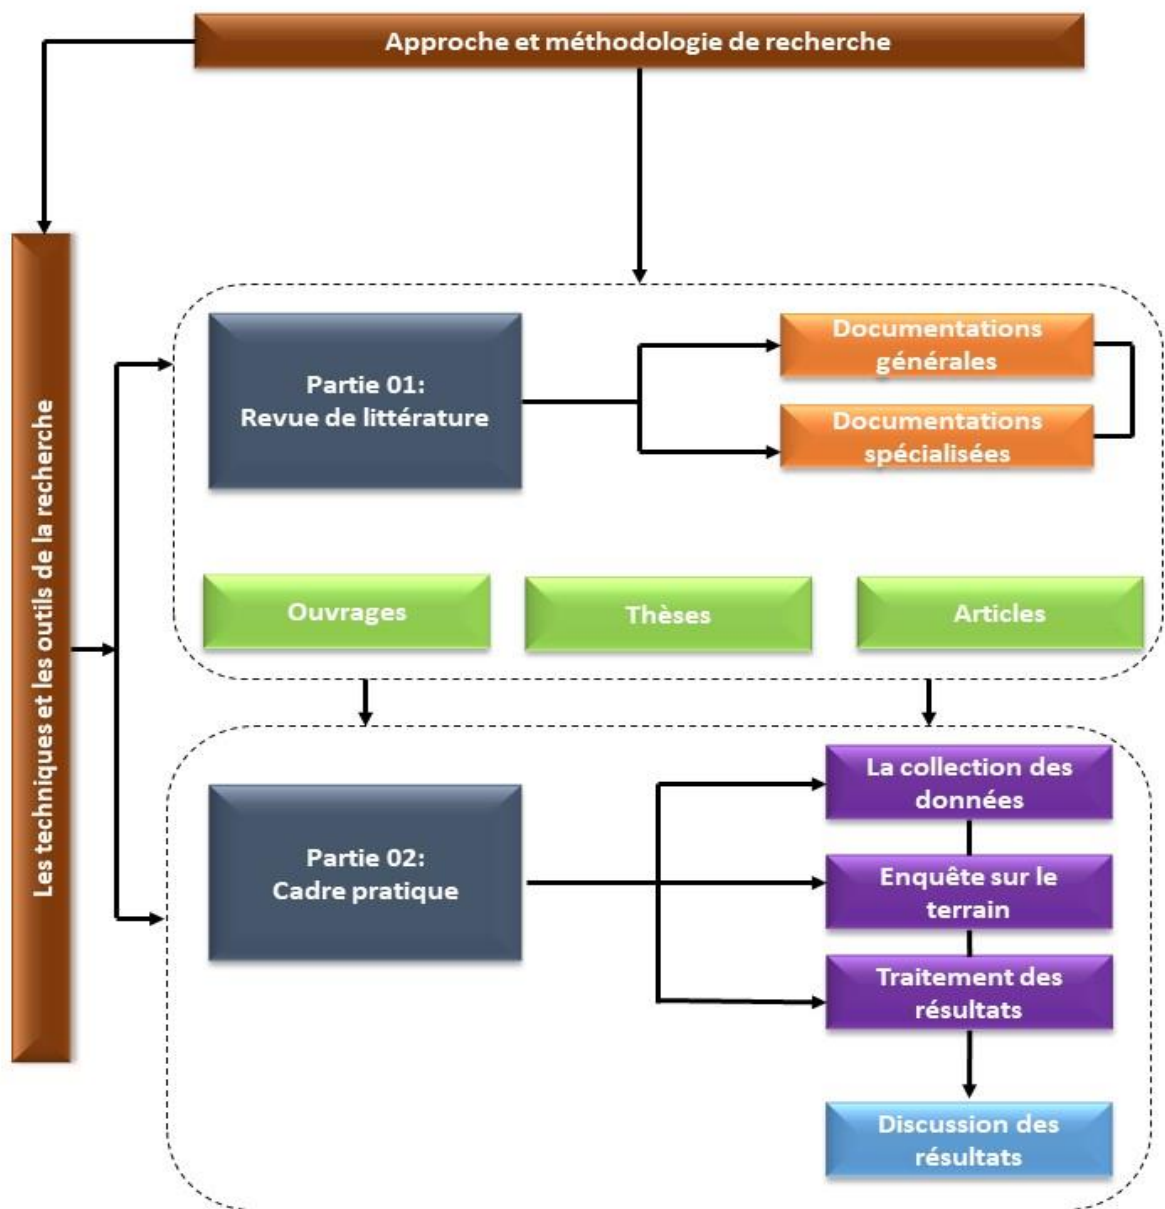 Approche et méthodologie de recherche
Les techniques et les outils de la recherche
Partie 01:
Revue de littérature
Documentations
générales
Documentations
spécialisées
Ouvrages
Thèses
Articles
Partie 02:
Cadre pratique
La collection des
données
Enquête sur le
terrain
Traitement des
résultats
Discussion des
résultats